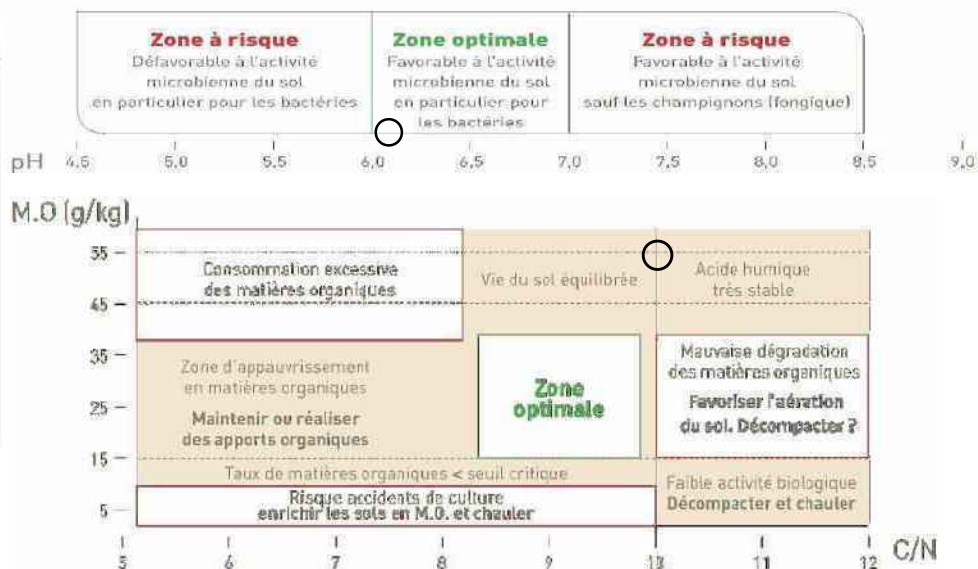 Zone à risque
Défavorable à l'activité
microbienne du sol
en particulier pour les bactéries
Zone optimale
Favorable à l'activité
microbienne du sol
en particulier pour
les bactéries
Zone à risque
Favorable à l'activité
microbienne du sol
sauf les champignons (fongique)
pH
4,5 5,0 5,5 6,0 6,5 7,0 7,5 8,0 8,5 9,0
M.O (g/kg)
Consommation excessive
des matières organiques
Vie du sol équilibrée
Acide humique
très stable
45
35
25
15
5
Zone d'appauvrissement
en matières organiques
Maintenir ou réaliser
des apports organiques
Zone
optimale
Mauvaise dégradation
des matières organiques
Favoriser l'aération
du sol. Décompacter ?
Taux de matières organiques < seuil critique
Risque accidents de culture
enrichir les sols en M.O. et chauler
Faible activité biologique
Décompacter et chauler
5 6 7 8 9 11 12
C/N